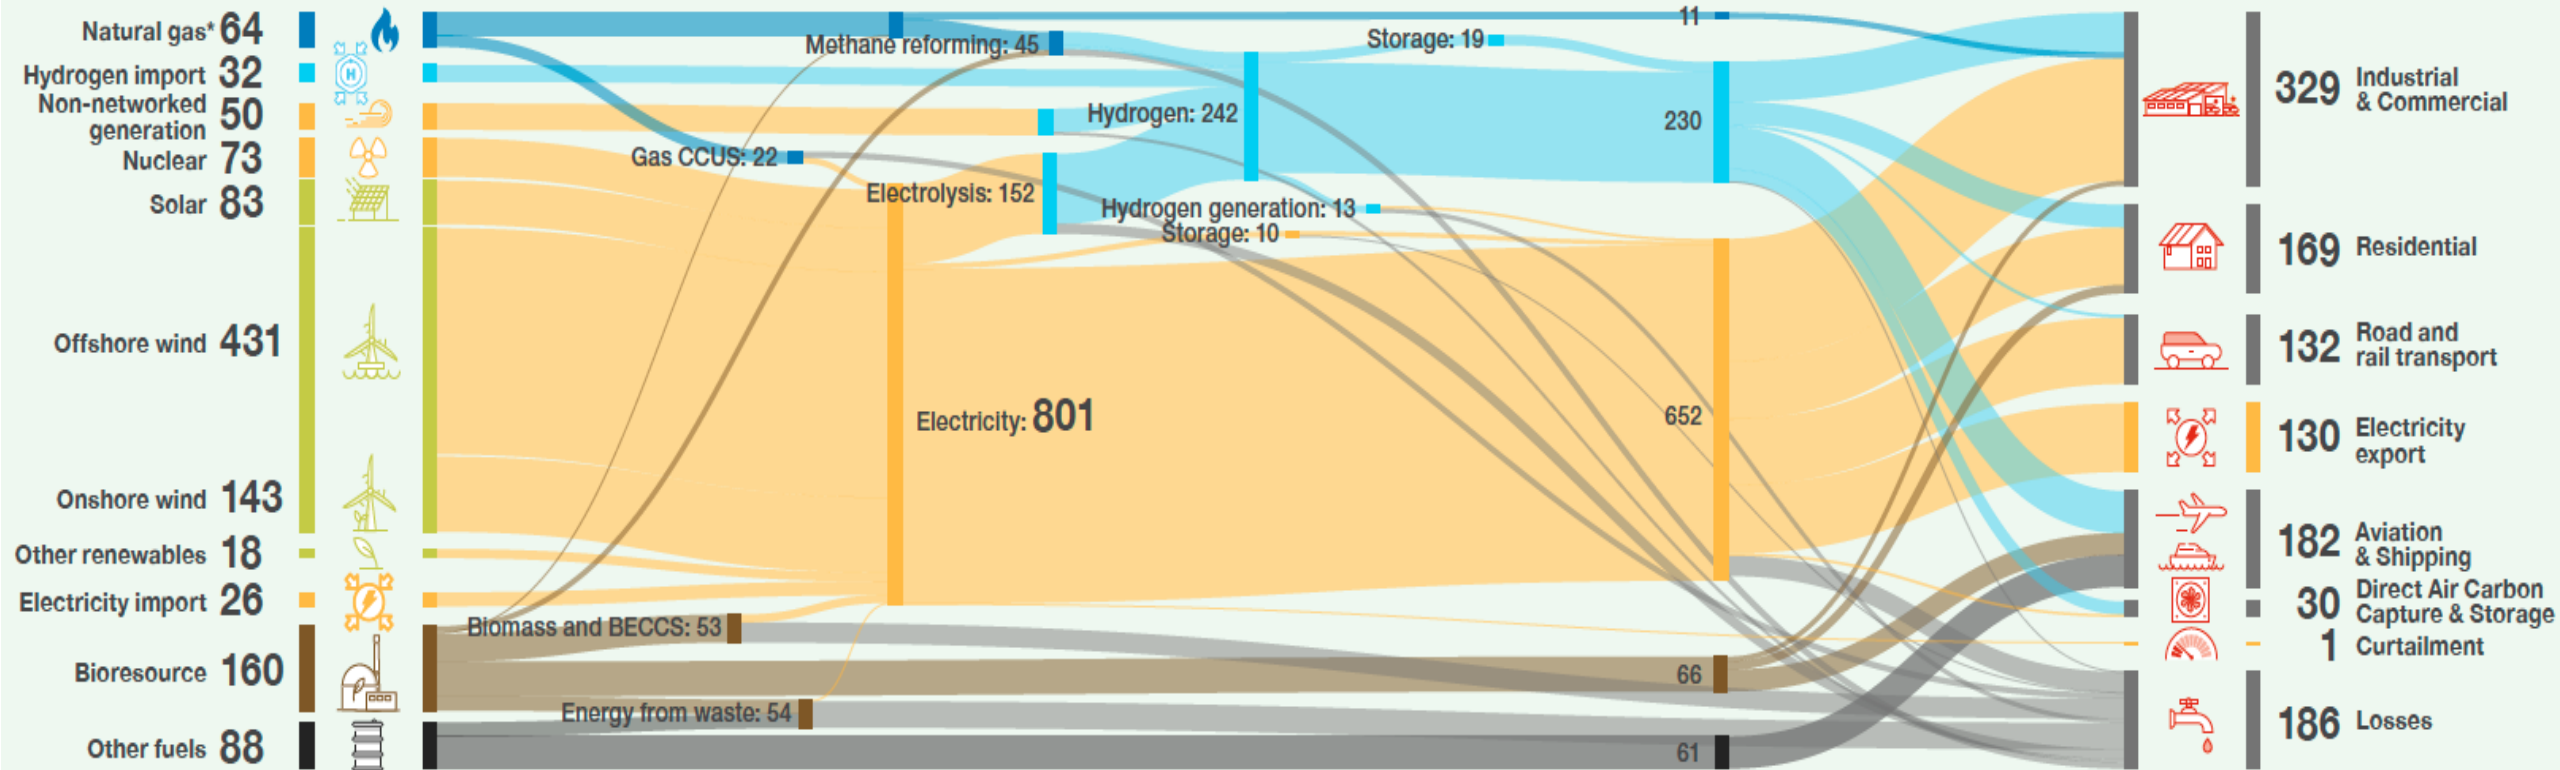 Natural gas* 64
Hydrogen import 32
Non-networked
generation 50
Nuclear 73
Solar 83
Offshore wind 431
Onshore wind 143
Other renewables 18
Electricity import 26
Bioresource 160
Other fuels 88
H
Methane reforming: 45
Gas CCUS: 22
Electrolysis: 152
Hydrogen: 242
Storage: 19
Hydrogen generation: 13
Storage: 10
Electricity: 801
Biomass and BECCS: 53
Energy from waste: 54
11
230
652
66
61
329 Industrial
& Commercial
169 Residential
132 Road and
rail transport
130 Electricity
export
182 Aviation
& Shipping
30 Direct Air Carbon
Capture & Storage
1 Curtailment
186 Losses